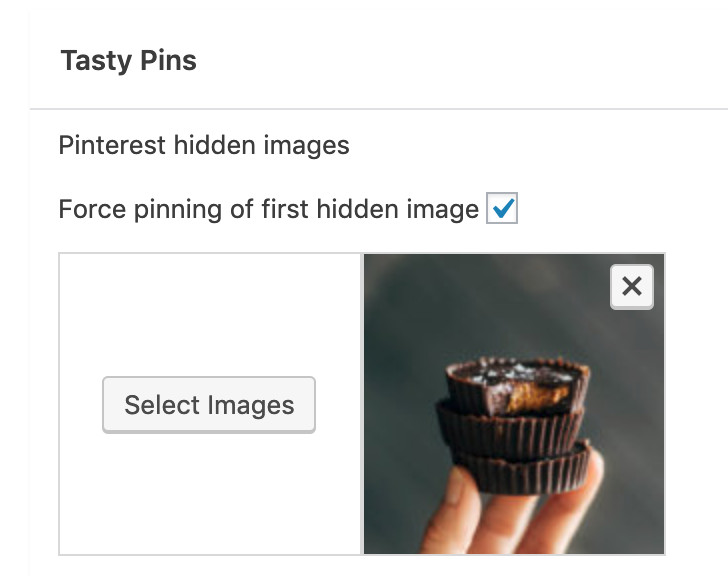 Tasty Pins
Pinterest hidden images
Force pinning of first hidden image
Select Images